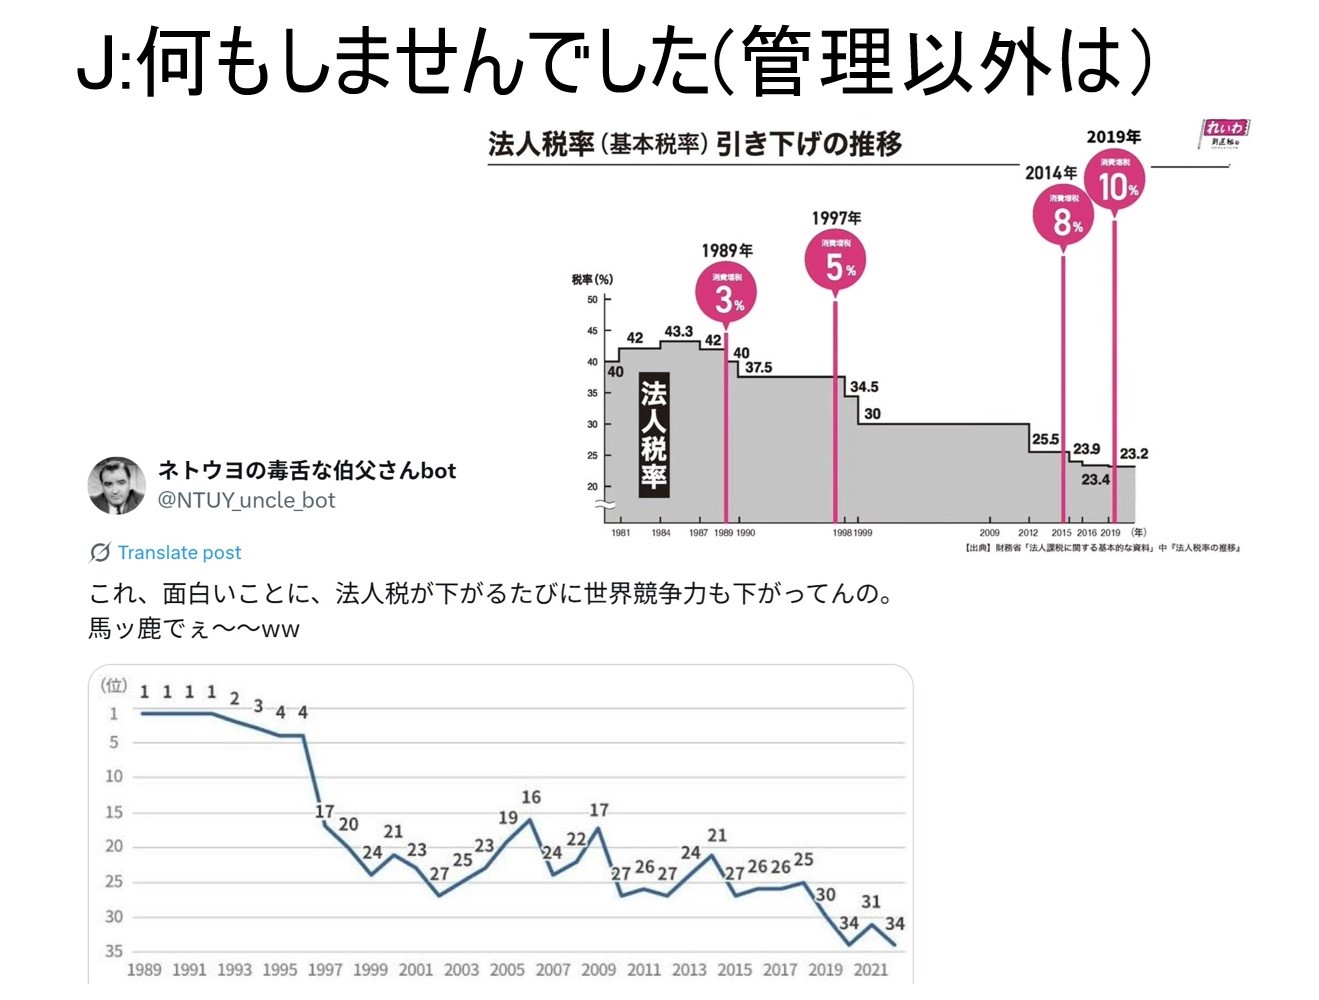 J:何もしませんでした(管理以外は)
法人税率(基本税率)引き下げの推移
れいわ
新選組
2019年
消費増税
10%
2014年
消費増税
8%
1997年
消費増税
5%
1989年
消費増税
3%
税率(%)
50
45
40
35
30
25
20
40
42
43.3
42
40
37.5
34.5
30
25.5
23.9
23.4
23.2
法人税率
1981 1984 1987 1989 1990 1998 1999 2009 2012 2015 2016 2019 (年)
【出典】財務省「法人課税に関する基本的な資料」中『法人税率の推移』
ネトウヨの毒舌な伯父さんbot
@NTUY_uncle_bot
Translate post
これ、面白いことに、法人税が下がるたびに世界競争力も下がってんの。
馬ッ鹿でぇ〜〜ww
(位)
1 1 1 1 2 3 4 4 17 20 24 21 23 27 25 23 19 16 24 22 17 27 26 27 24 21 27 26 26 25 30 34 31 34
1
5
10
15
20
25
30
35
1989 1991 1993 1995 1997 1999 2001 2003 2005 2007 2009 2011 2013 2015 2017 2019 2021